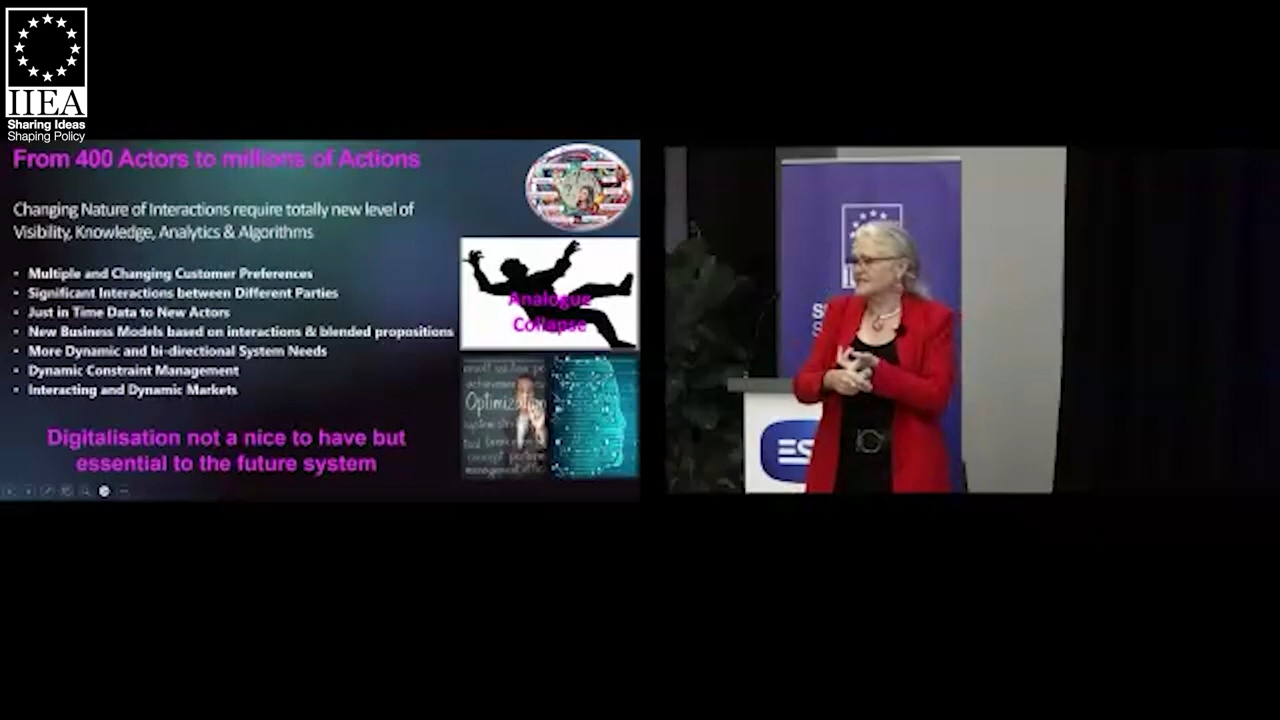 IIEA
Sharing Ideas
Shaping Policy
From 400 Actors to millions of Actions
Changing Nature of Interactions require totally new level of
Visibility, Knowledge, Analytics & Algorithms
• Multiple and Changing Customer Preferences
• Significant Interactions between Different Parties
• Just in Time Data to New Actors
• New Business Models based on interactions & blended propositions
• More Dynamic and bi-directional System Needs
• Dynamic Constraint Management
• Interacting and Dynamic Markets
Digitalisation not a nice to have but
essential to the future system
Analogue
Collapse
Optimization
ES